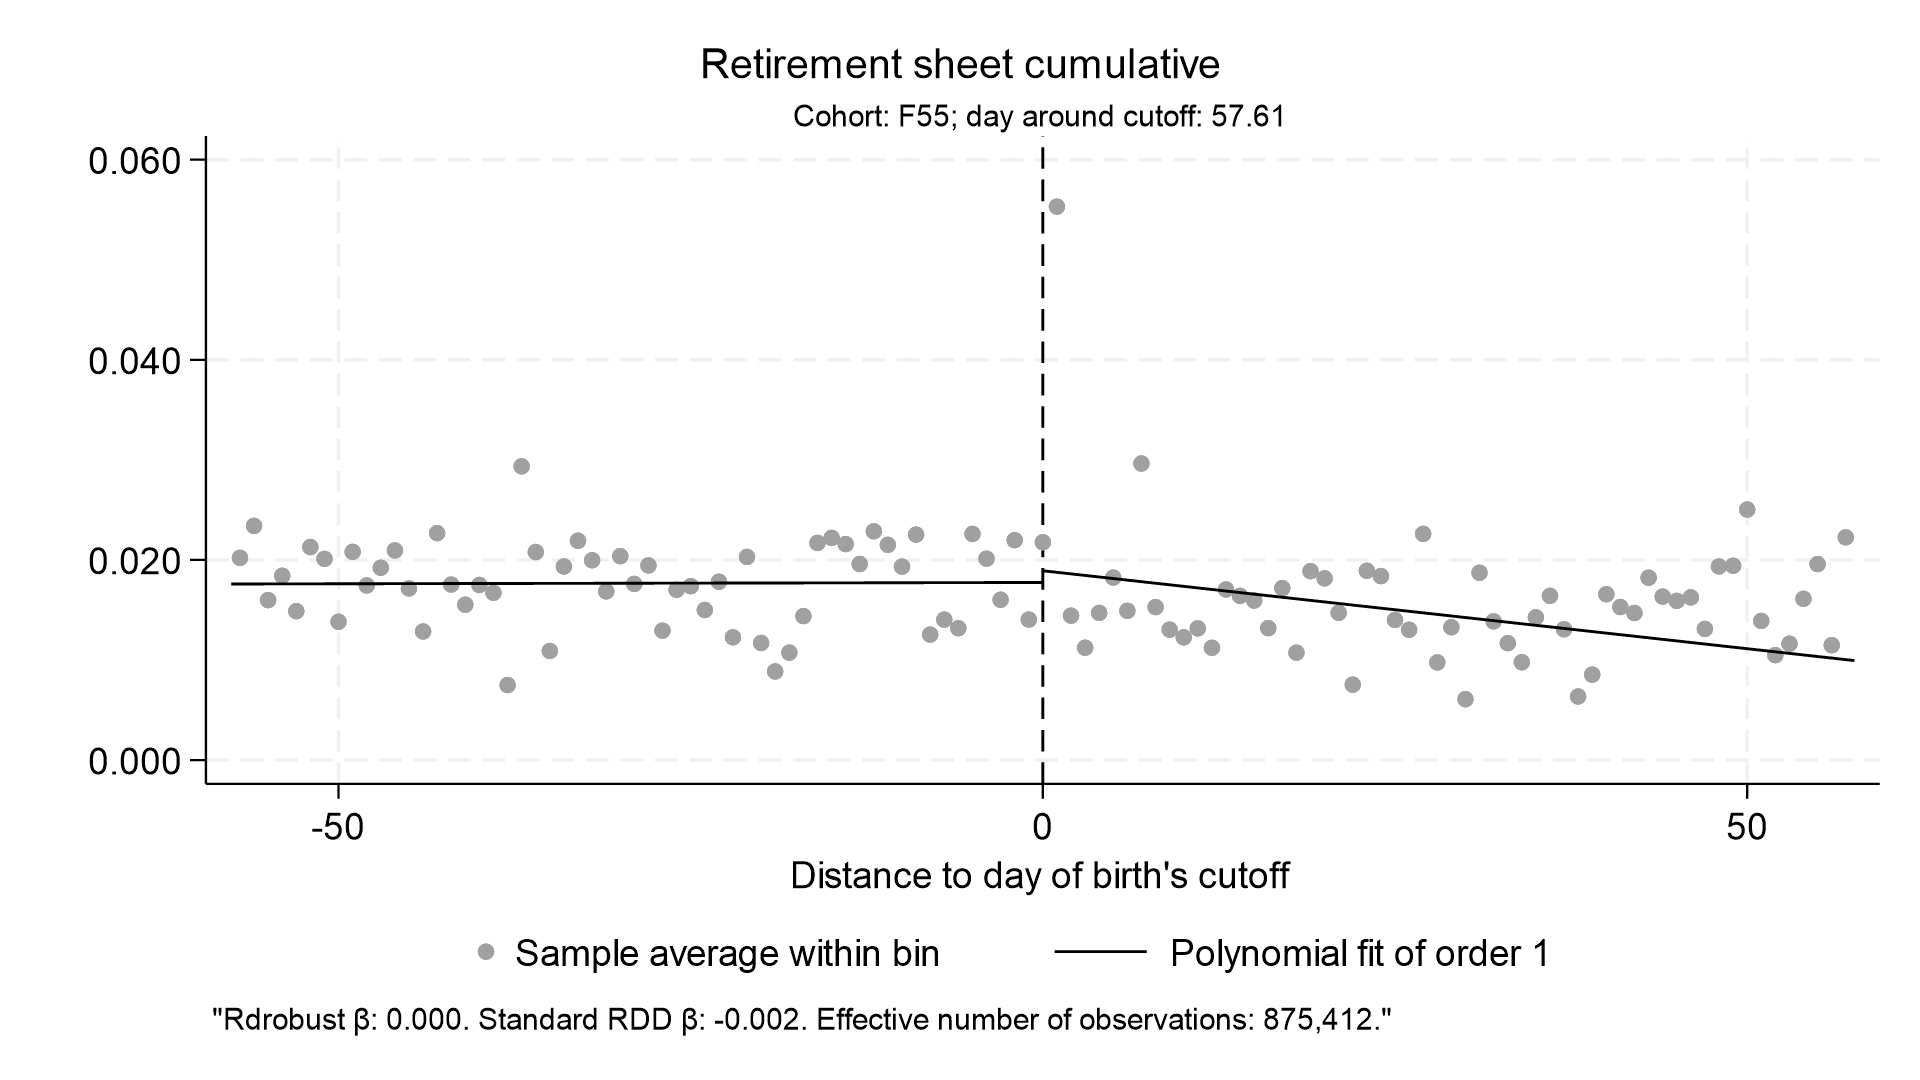 Retirement sheet cumulative
Cohort: F55; day around cutoff: 57.61
0.060
0.040
0.020
0.000
-50 0 50
Distance to day of birth's cutoff
Sample average within bin Polynomial fit of order 1
"Rdrobust β: 0.000. Standard RDD β: -0.002. Effective number of observations: 875,412."